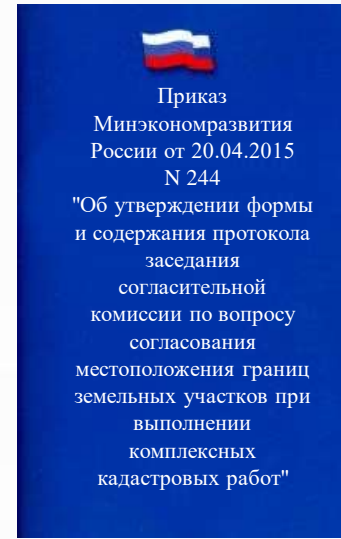 Приказ
Минэкономразвития
России от 20.04.2015
N 244
"Об утверждении формы
и содержания протокола
заседания
согласительной
комиссии по вопросу
согласования
местоположения границ
земельных участков при
выполнении
комплексных
кадастровых работ"